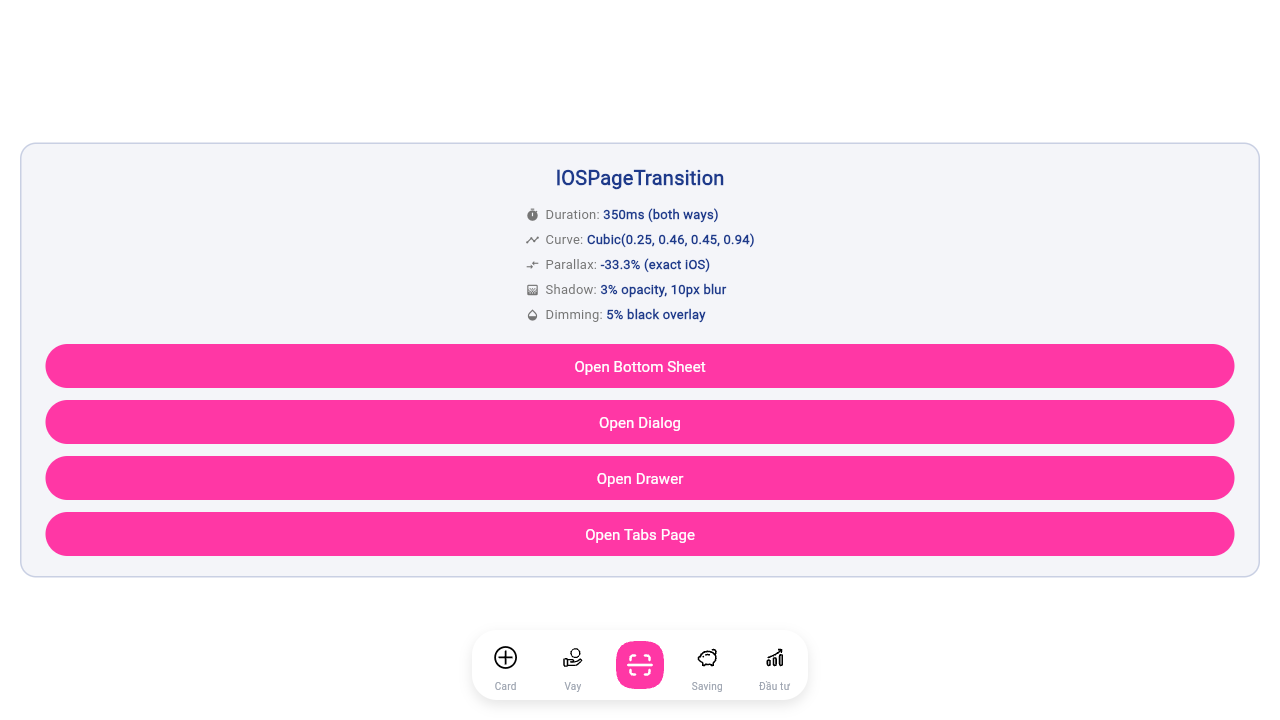 IOSPageTransition
Duration: 350ms (both ways)
Curve: Cubic(0.25, 0.46, 0.45, 0.94)
Parallax: -33.3% (exact iOS)
Shadow: 3% opacity, 10px blur
Dimming: 5% black overlay
Open Bottom Sheet
Open Dialog
Open Drawer
Open Tabs Page
Card
Vay
Saving
Đầu tư